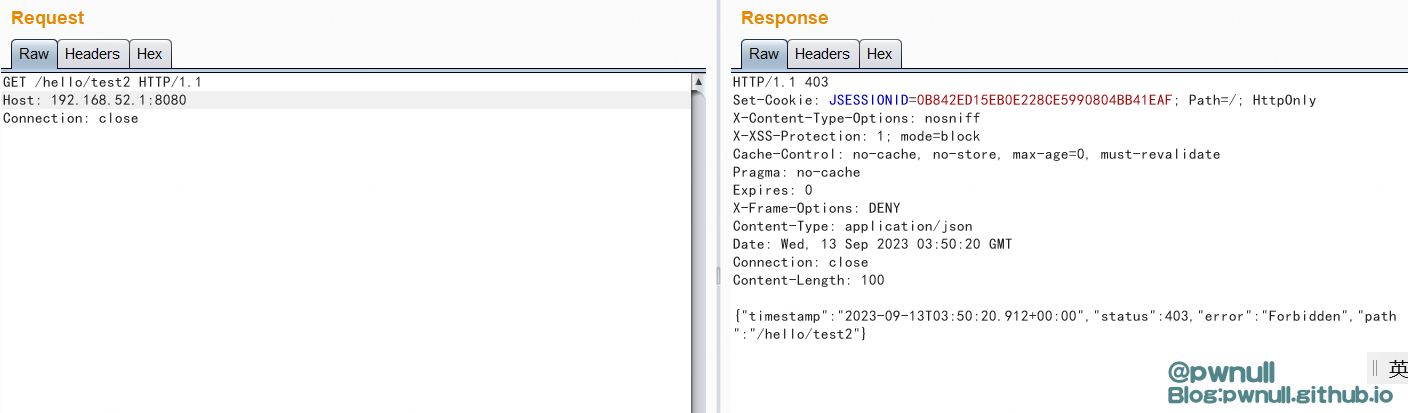 Request
Raw Headers Hex
GET /hello/test2 HTTP/1.1
Host: 192.168.52.1:8080
Connection: close
Response
Raw Headers Hex
HTTP/1.1 403
Set-Cookie: JSESSIONID=0B842ED15EB0E228CE5990804BB41EAF; Path=/; HttpOnly
X-Content-Type-Options: nosniff
X-XSS-Protection: 1; mode=block
Cache-Control: no-cache, no-store, max-age=0, must-revalidate
Pragma: no-cache
Expires: 0
X-Frame-Options: DENY
Content-Type: application/json
Date: Wed, 13 Sep 2023 03:50:20 GMT
Connection: close
Content-Length: 100
{"timestamp":"2023-09-13T03:50:20.912+00:00","status":403,"error":"Forbidden","path
":"/hello/test2"}
英
@pwnull
Blog:pwnull.github.io